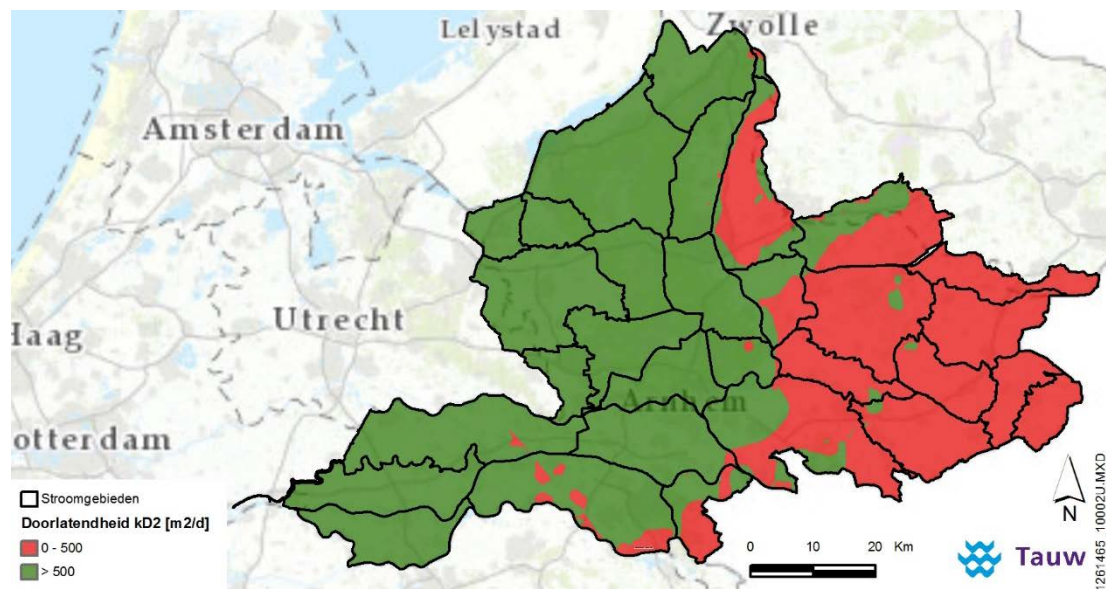 Lelystad
Zwolle
Amsterdam
Utrecht
Haag
Arnhem
otterdam
Stroomgebieden
Doorlatendheid kD2 [m2/d]
0 - 500
> 500
0 10 20 Km
N
Tauw
1261465 10002U.MXD